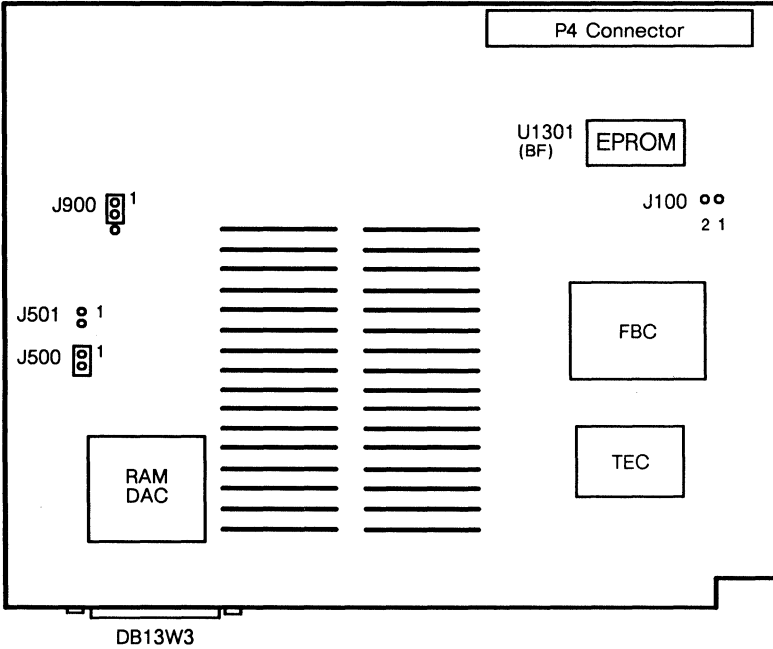 P4 Connector
U1301
(BF)
EPROM
J900
1
J100
2 1
J501
1
J500
1
FBC
RAM
DAC
TEC
DB13W3